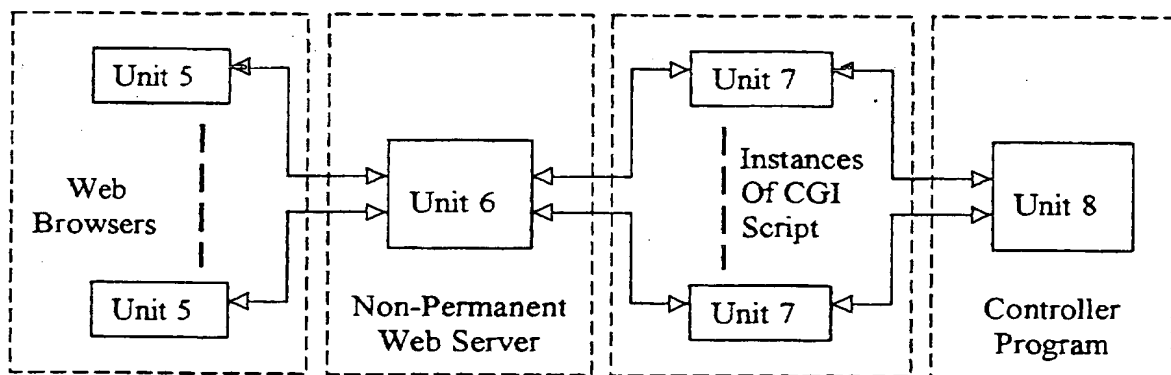 Unit 5
Web
Browsers
Unit 5
Unit 6
Non-Permanent
Web Server
Unit 7
Instances
Of CGI
Script
Unit 7
Unit 8
Controller
Program